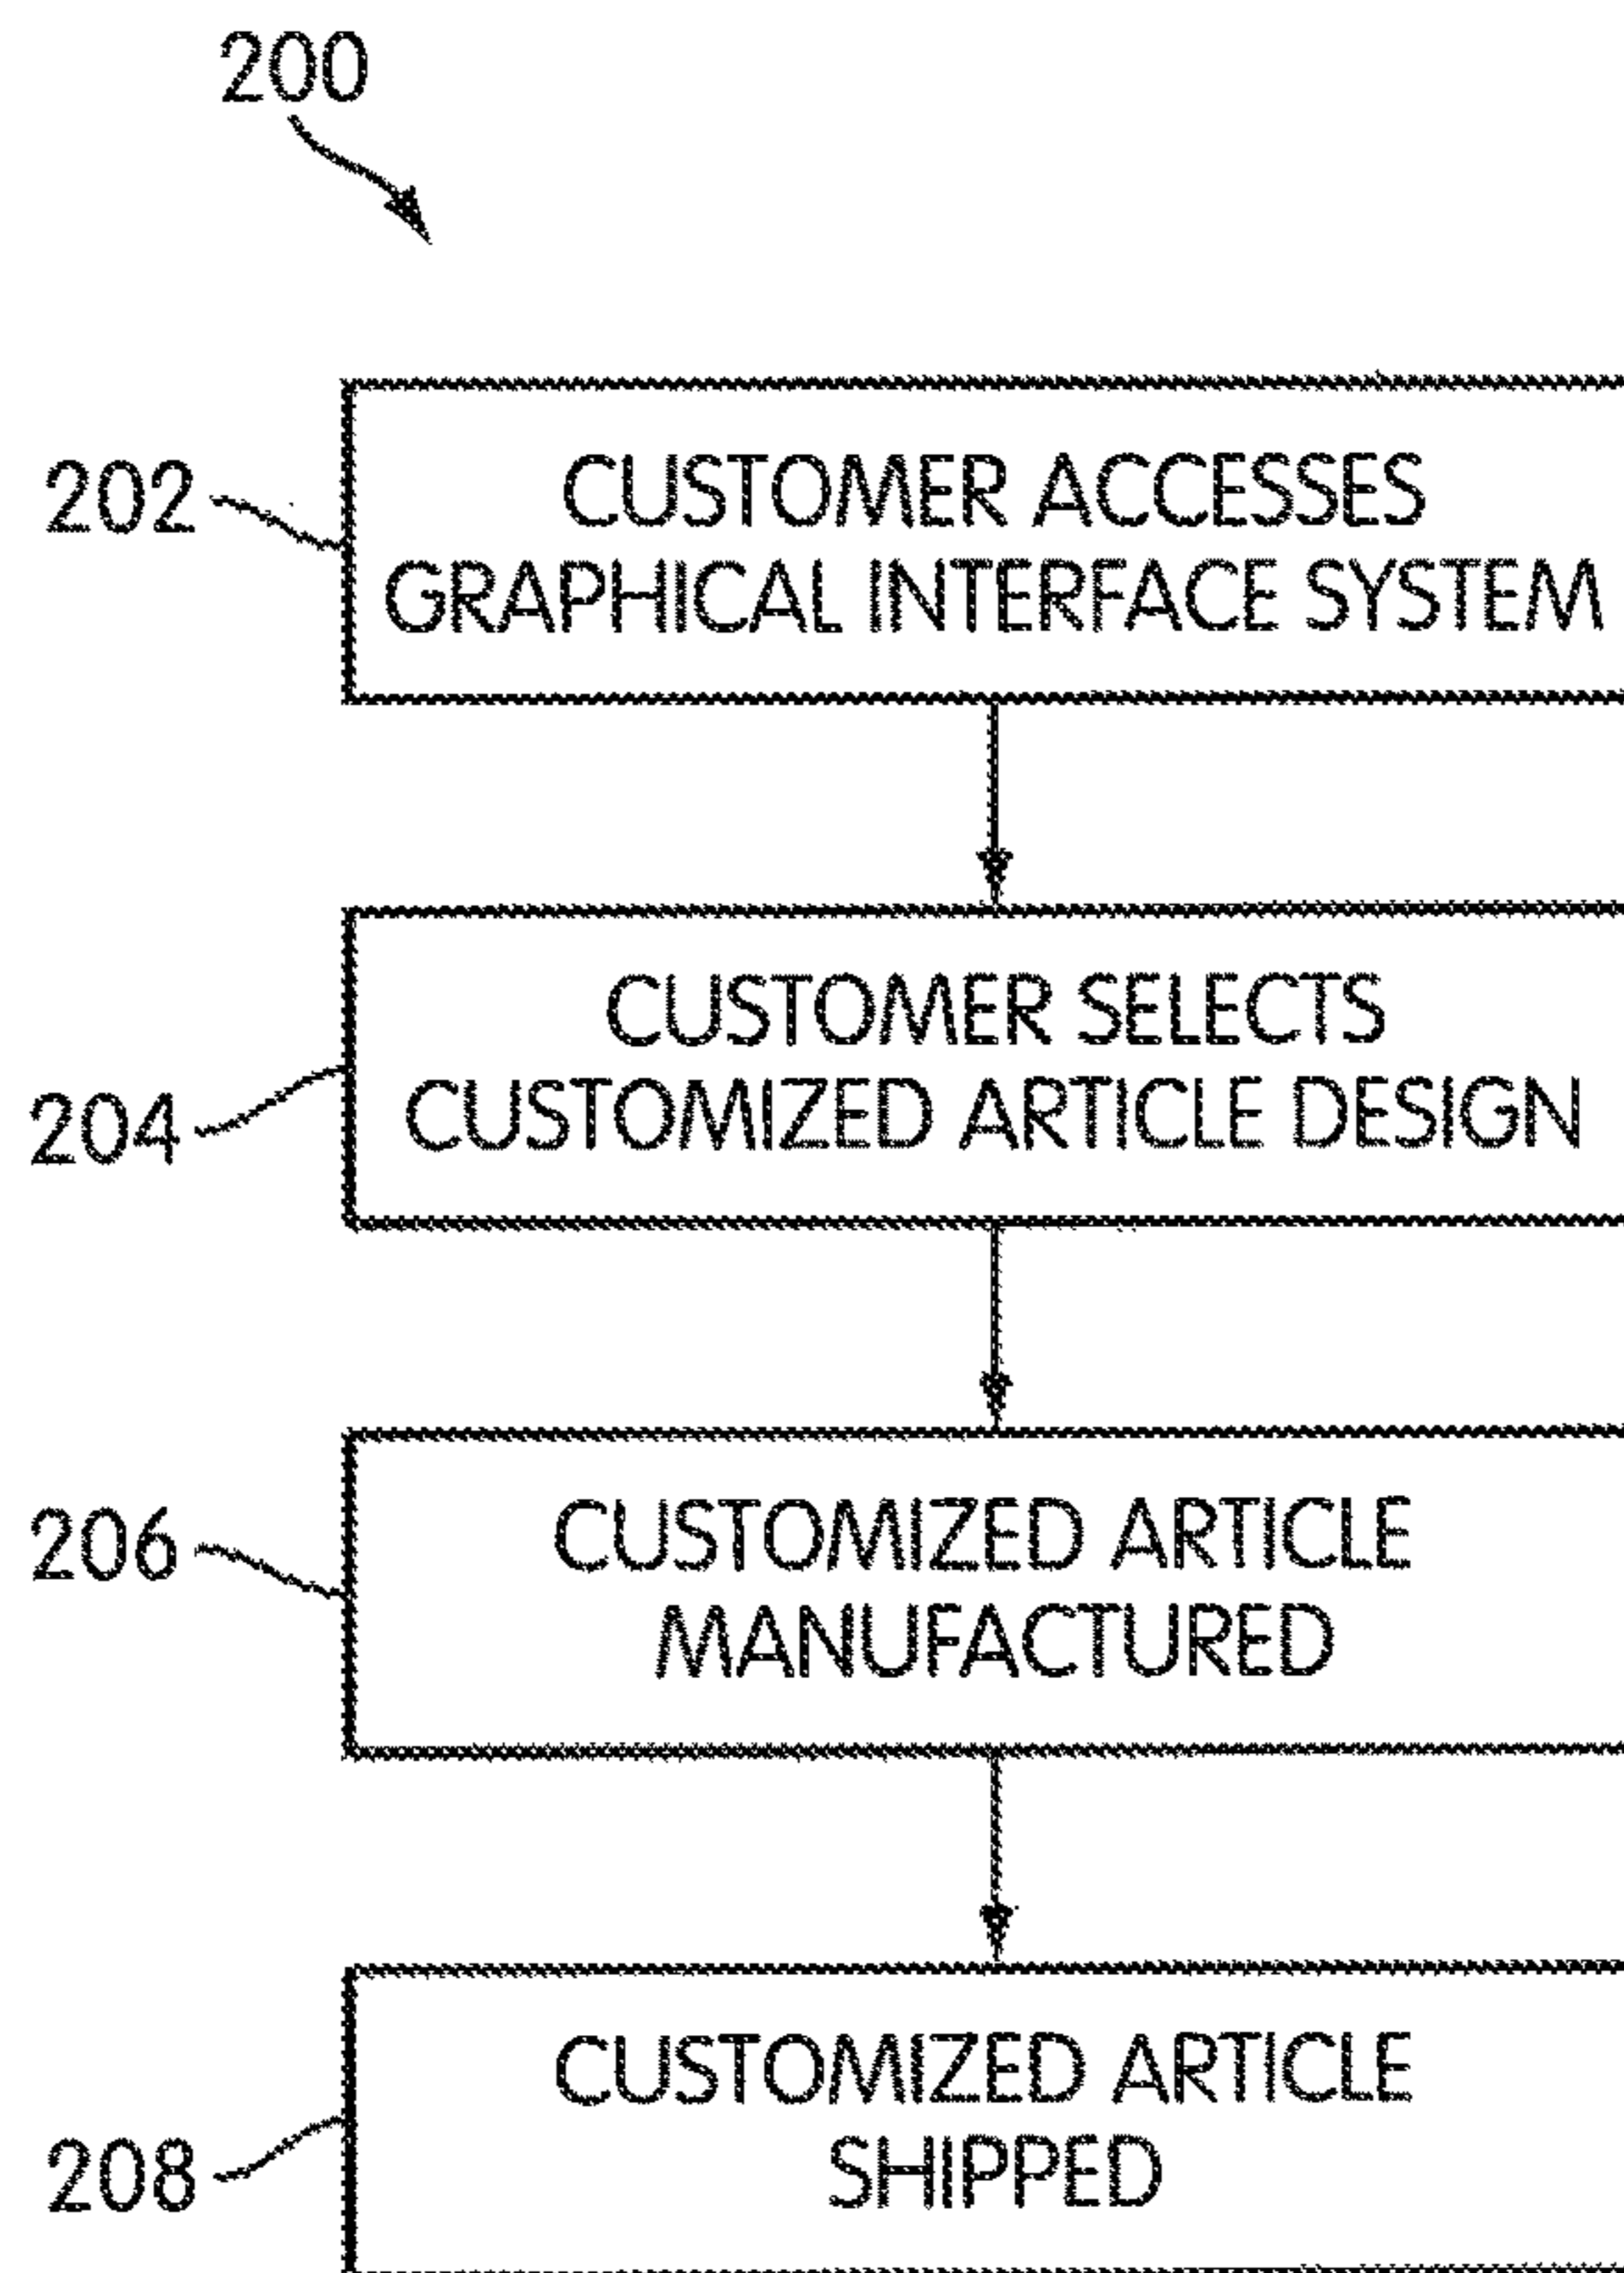 200
202
CUSTOMER ACCESSES
GRAPHICAL INTERFACE SYSTEM
204
CUSTOMER SELECTS
CUSTOMIZED ARTICLE DESIGN
206
CUSTOMIZED ARTICLE
MANUFACTURED
208
CUSTOMIZED ARTICLE
SHIPPED